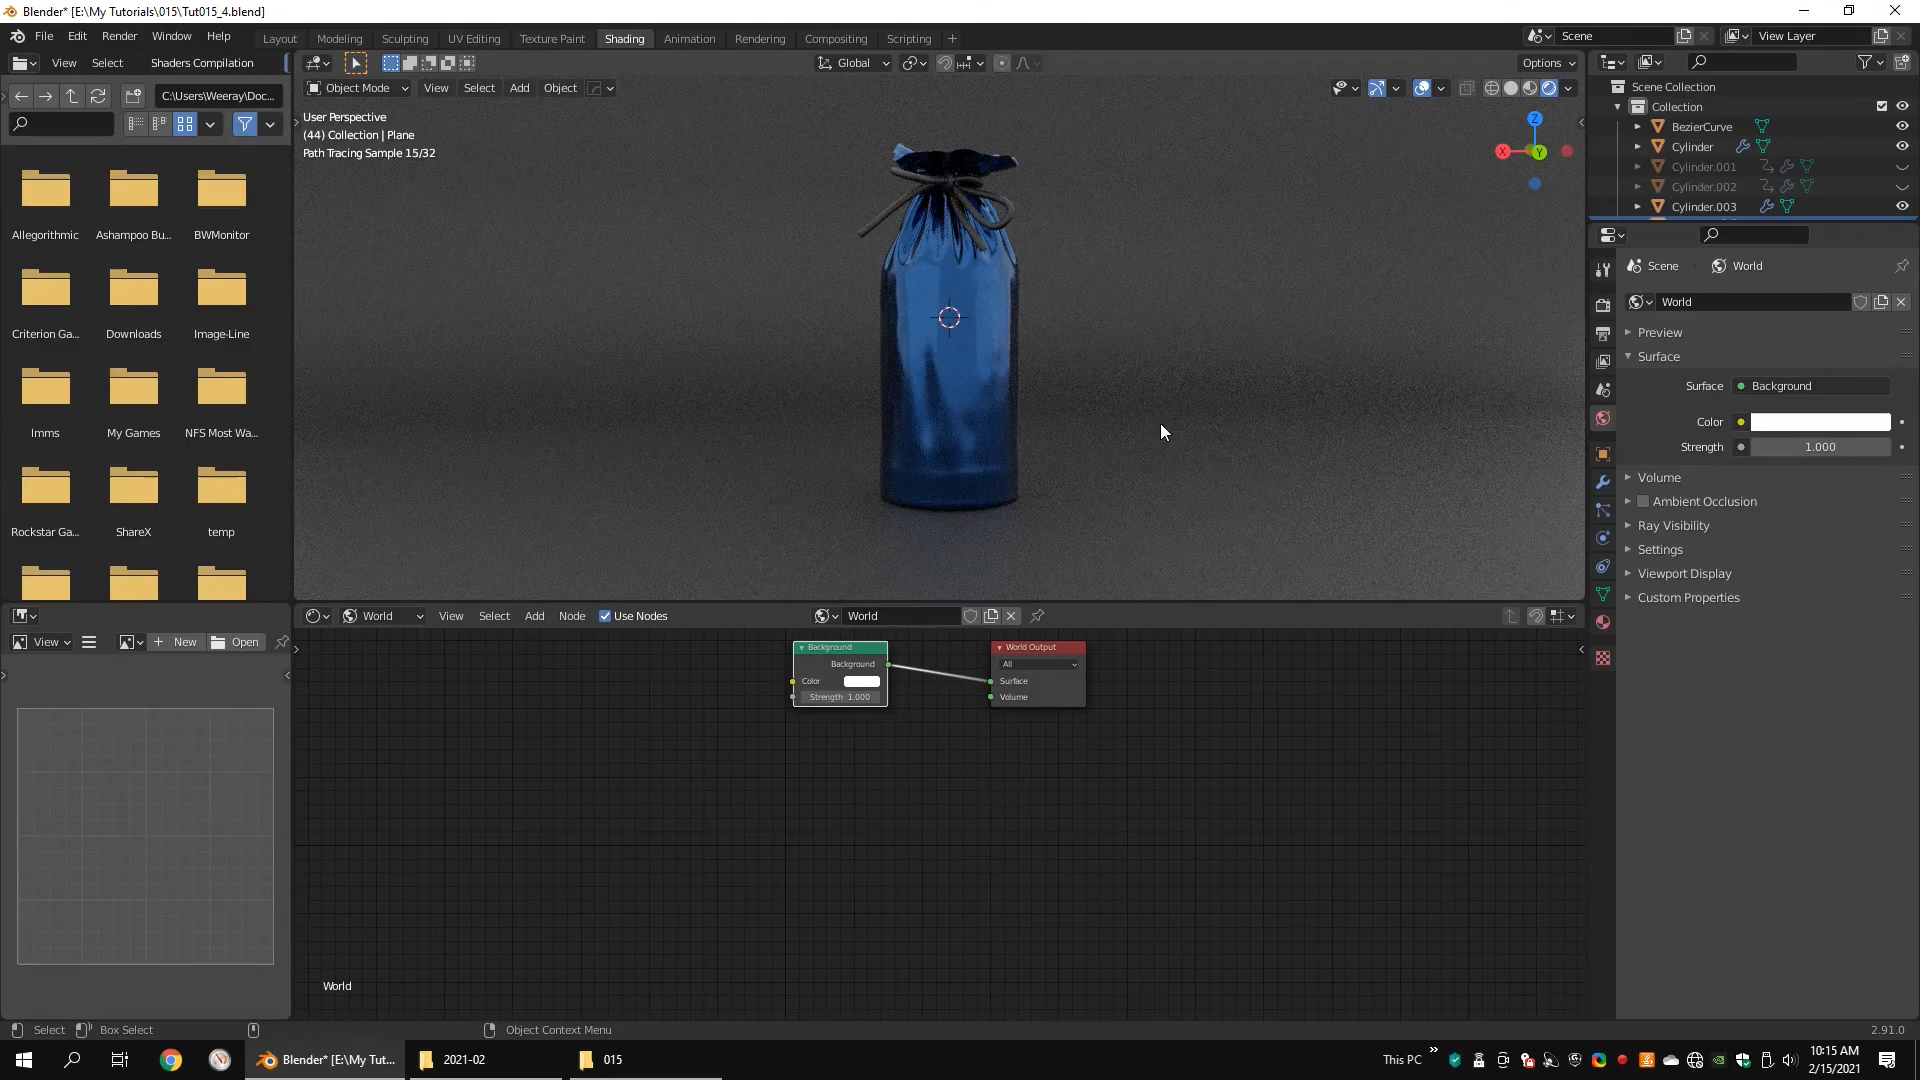 Blender* [E:\My Tutorials\015\Tut015_4.blend]
File Edit Render Window Help
Layout Modeling Sculpting UV Editing Texture Paint Shading Animation Rendering Compositing Scripting
Scene
View Layer
View Select Shaders Compilation
Global
Options
C:\Users\Weeray\Doc...
Object Mode View Select Add Object
User Perspective
(44) Collection | Plane
Path Tracing Sample 15/32
Z
X
Y
Scene Collection
Collection
BezierCurve
Cylinder
Cylinder.001
Cylinder.002
Cylinder.003
Allegorithmic Ashampoo Bu... BWMonitor
Criterion Ga... Downloads Image-Line
lmms My Games NFS Most Wa...
Rockstar Ga... ShareX temp
Scene World
World
Preview
Surface
Surface Background
Color
Strength 1.000
Volume
Ambient Occlusion
Ray Visibility
Settings
Viewport Display
Custom Properties
View New Open
World View Select Add Node Use Nodes World
Background
Background
Color
Strength 1.000
World Output
All
Surface
Volume
World
Select Box Select Object Context Menu 2.91.0
Blender* [E:\My Tut... 2021-02 015 This PC
10:15 AM
2/15/2021